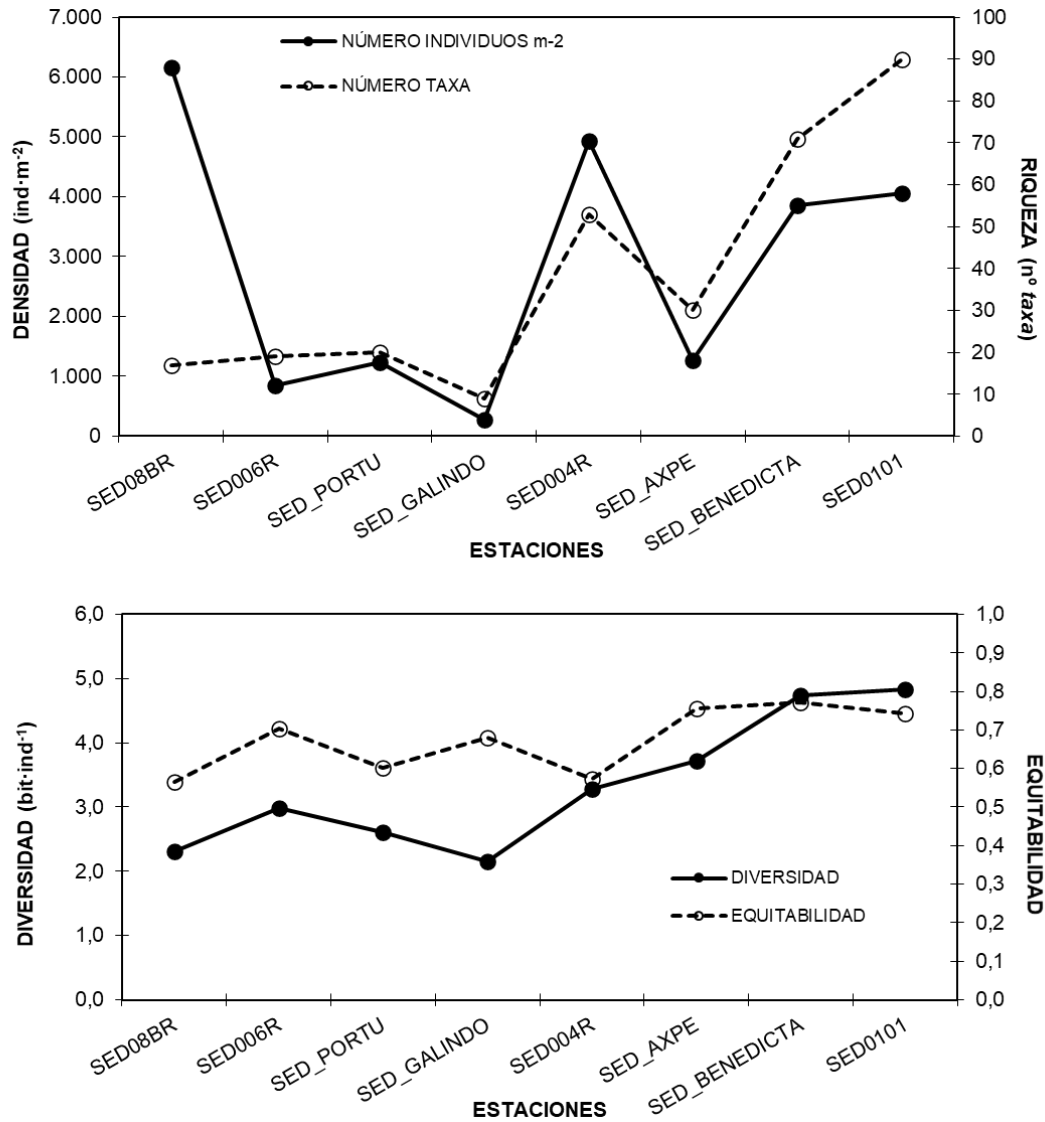 7.000
6.000
5.000
4.000
3.000
2.000
1.000
0
DENSIDAD (ind·m-2)
NÚMERO INDIVIDUOS m-2
NÚMERO TAXA
100
90
80
70
60
50
40
30
20
10
0
RIQUEZA (nº taxa)
SED08BR
SED006R
SED_PORTU
SED_GALINDO
SED004R
SED_AXPE
SED_BENEDICTA
SED0101
ESTACIONES
6,0
5,0
4,0
3,0
2,0
1,0
0,0
DIVERSIDAD (bit·ind-1)
DIVERSIDAD
EQUITABILIDAD
1,0
0,9
0,8
0,7
0,6
0,5
0,4
0,3
0,2
0,1
0,0
EQUITABILIDAD
SED08BR
SED006R
SED_PORTU
SED_GALINDO
SED004R
SED_AXPE
SED_BENEDICTA
SED0101
ESTACIONES